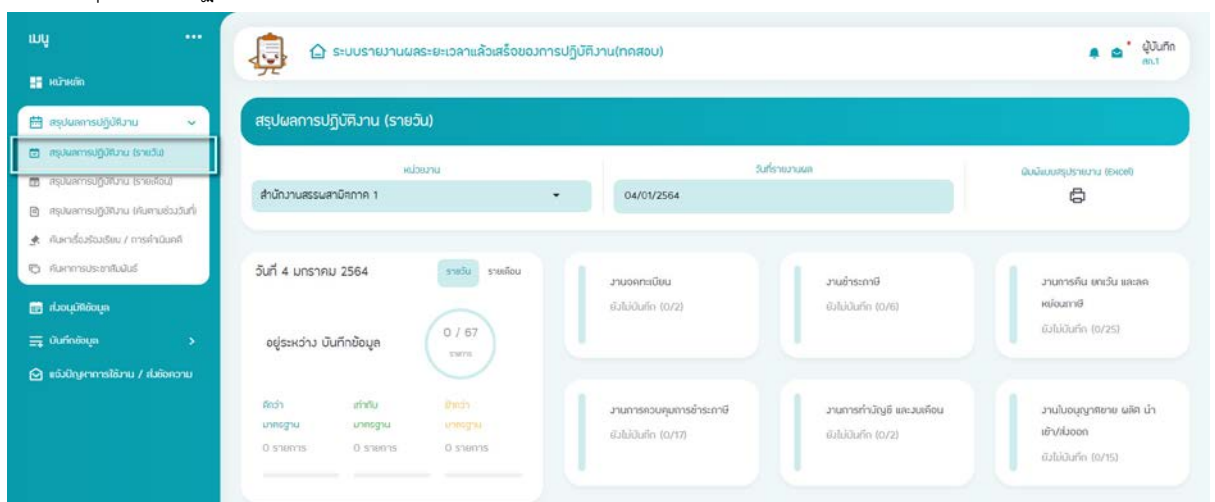 เมนู
หน้าหลัก
สรุปผลการปฏิบัติงาน
สรุปผลการปฏิบัติงาน (รายวัน)
สรุปผลการปฏิบัติงาน (รายเดือน)
สรุปผลการปฏิบัติงาน (ค้นตามช่วงวันที่)
ค้นหาเรื่องร้องเรียน / การดำเนินคดี
ค้นหาการประชาสัมพันธ์
ส่งอนุมัติข้อมูล
บันทึกข้อมูล
แจ้งปัญหาการใช้งาน / ส่งข้อความ
ระบบรายงานผลระยะเวลาแล้วเสร็จของการปฏิบัติงาน(ทดสอบ)
ผู้บันทึก
สภ.1
สรุปผลการปฏิบัติงาน (รายวัน)
หน่วยงาน
สำนักงานสรรพสามิตภาค 1
วันที่รายงานผล
04/01/2564
พิมพ์แบบสรุปรายงาน (Excel)
วันที่ 4 มกราคม 2564
รายวัน รายเดือน
อยู่ระหว่าง บันทึกข้อมูล
0 / 67
รายการ
ดีกว่า
มาตรฐาน
0 รายการ
เท่ากับ
มาตรฐาน
0 รายการ
ช้ากว่า
มาตรฐาน
0 รายการ
งานจดทะเบียน
ยังไม่บันทึก (0/2)
งานชำระภาษี
ยังไม่บันทึก (0/6)
งานการคืน ยกเว้น และลด
หย่อนภาษี
ยังไม่บันทึก (0/25)
งานการควบคุมการชำระภาษี
ยังไม่บันทึก (0/17)
งานการทำบัญชี และงบเดือน
ยังไม่บันทึก (0/2)
งานใบอนุญาตขาย ผลิต นำ
เข้า/ส่งออก
ยังไม่บันทึก (0/15)